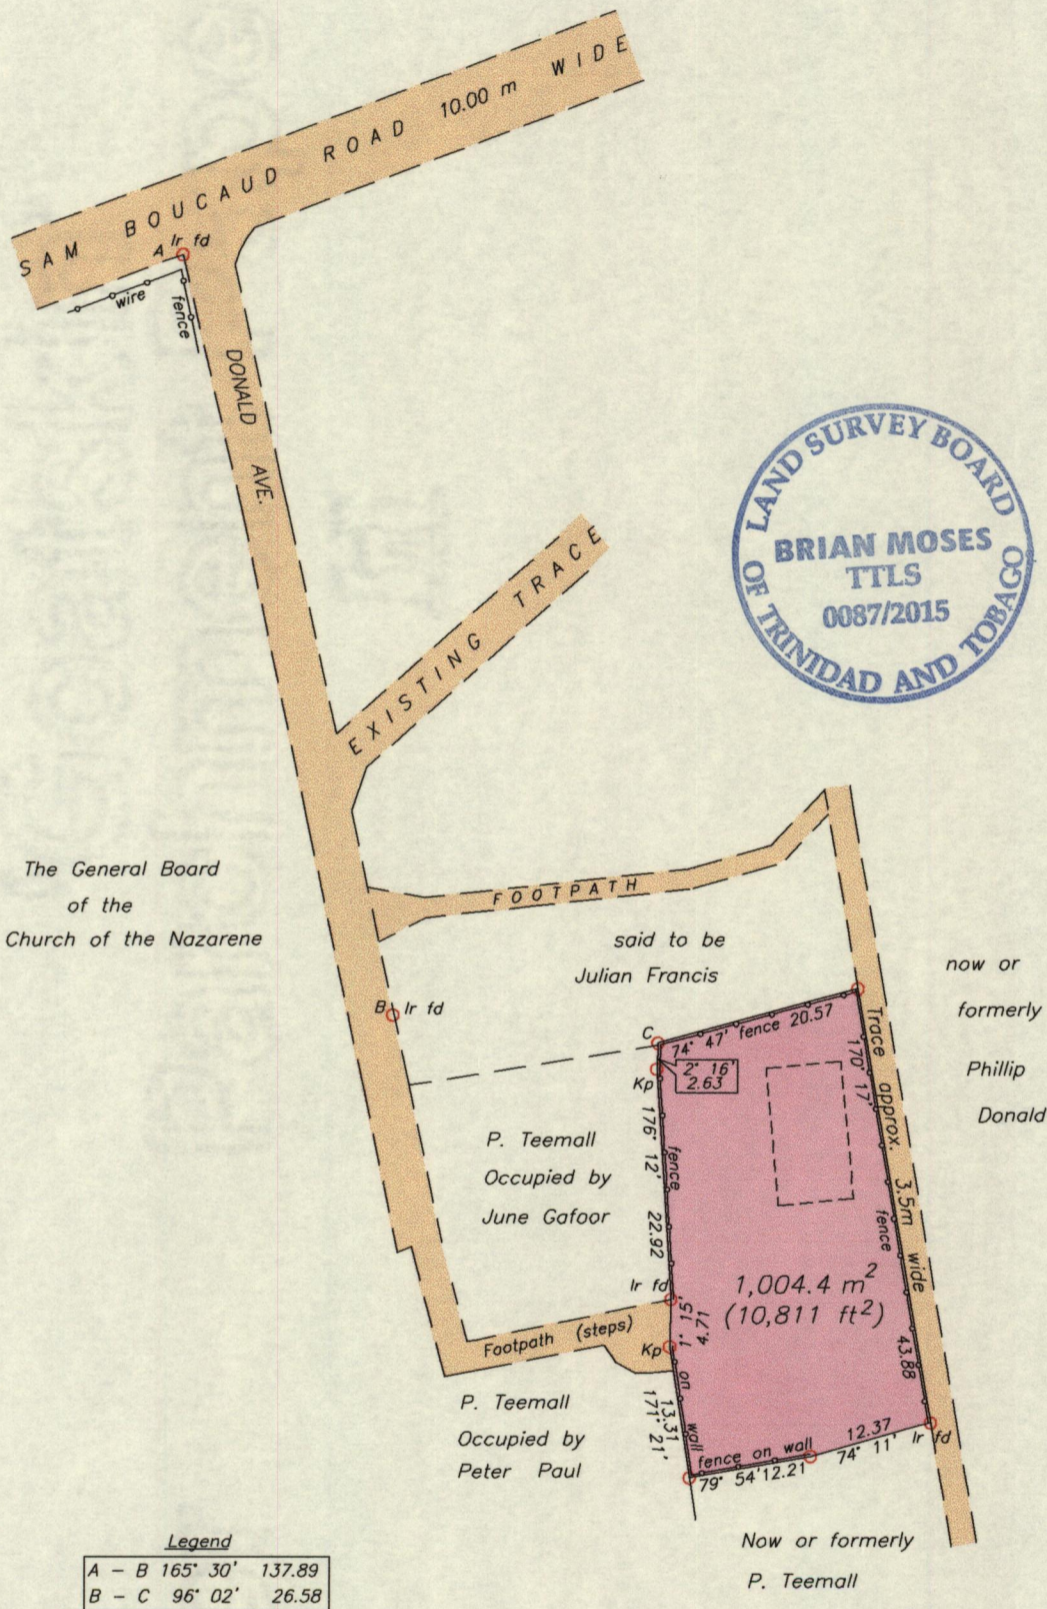 SAM BOUCAUD ROAD 10.00 m WIDE
A Ir fd
wire
fence
DONALD AVE.
EXISTING TRACE
LAND SURVEY BOARD
OF TRINIDAD AND TOBAGO
BRIAN MOSES
TTLS
0087/2015
The General Board
of the
Church of the Nazarene
FOOTPATH
said to be
Julian Francis
now or
formerly
Phillip
Donald
B Ir fd
C
74° 47' fence 20.57
2° 16'
2.63
Kp
176° 12' fence 22.92
170° 17' fence 43.88
Trace approx. 3.5m wide
P. Teemall
Occupied by
June Gafoor
1,004.4 m²
(10,811 ft²)
Ir fd
1° 15'
4.71
Footpath (steps)
Kp
on wall
13.31
171° 21'
P. Teemall
Occupied by
Peter Paul
fence on wall
79° 54' 12.21
12.37
74° 11'
Ir fd
Now or formerly
P. Teemall
Legend
A - B 165° 30' 137.89
B - C 96° 02' 26.58